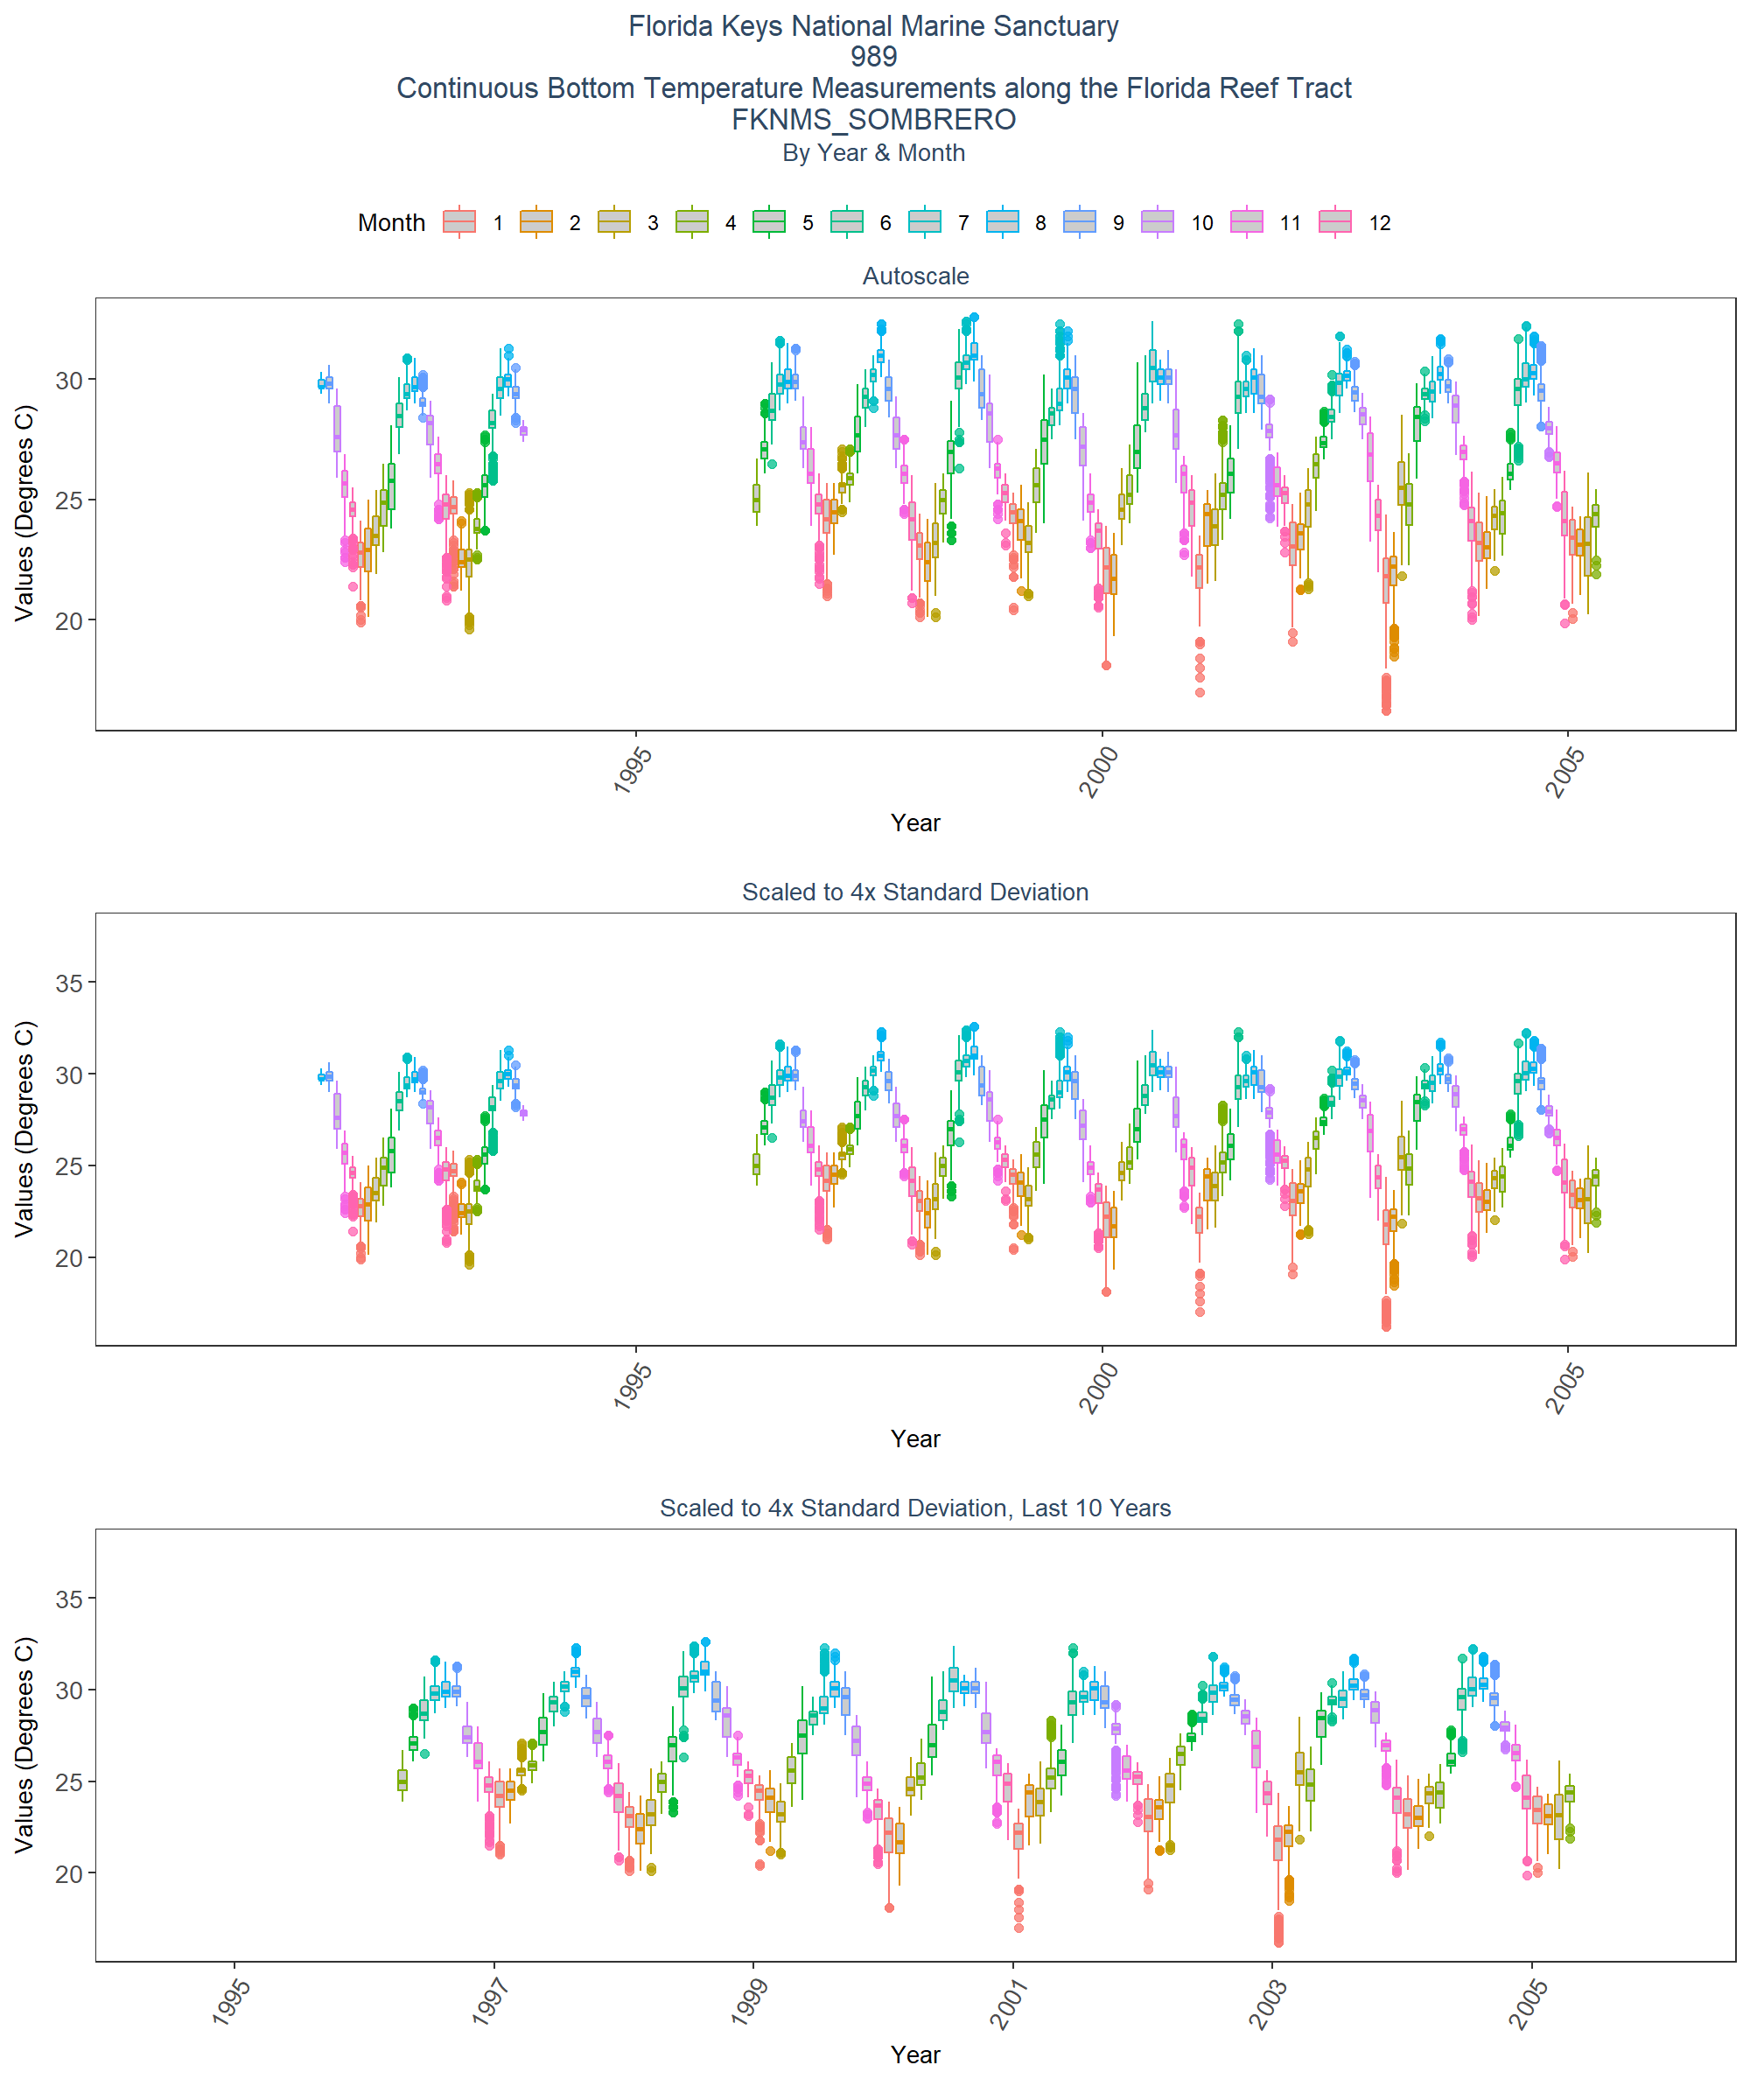 Florida Keys National Marine Sanctuary
989
Continuous Bottom Temperature Measurements along the Florida Reef Tract
FKNMS_SOMBRERO
By Year & Month
Month 1 2 3 4 5 6 7 8 9 10 11 12
Autoscale
Values (Degrees C)
30
25
20
1995 2000 2005
Year
Scaled to 4x Standard Deviation
Values (Degrees C)
35
30
25
20
1995 2000 2005
Year
Scaled to 4x Standard Deviation, Last 10 Years
Values (Degrees C)
35
30
25
20
1995 1997 1999 2001 2003 2005
Year